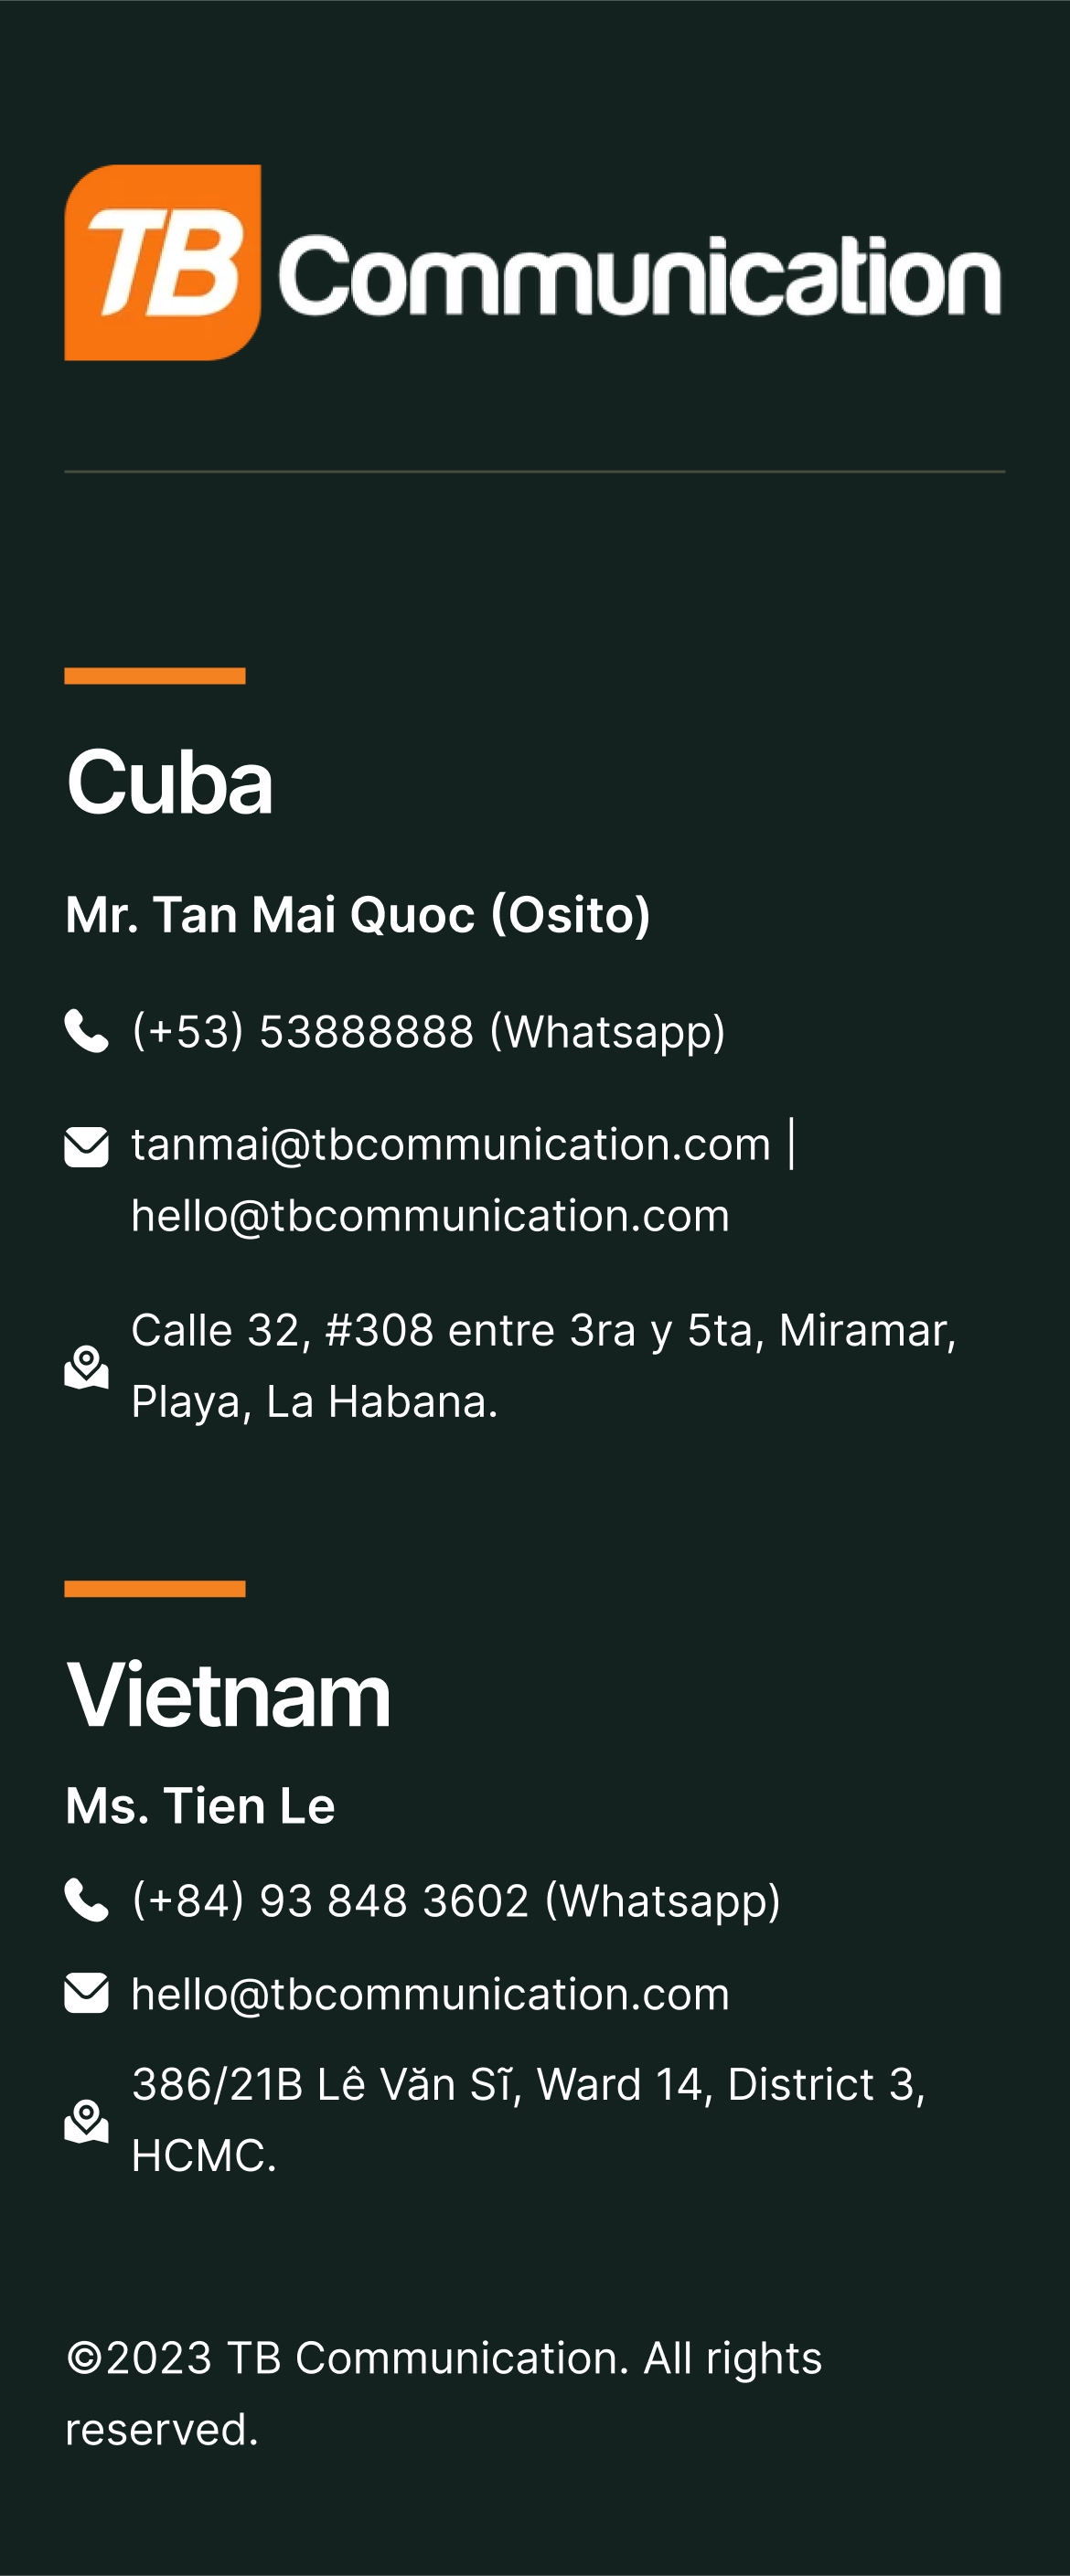 TB Communication
Cuba
Mr. Tan Mai Quoc (Osito)
(+53) 53888888 (Whatsapp)
tanmai@tbcommunication.com |
hello@tbcommunication.com
Calle 32, #308 entre 3ra y 5ta, Miramar,
Playa, La Habana.
Vietnam
Ms. Tien Le
(+84) 93 848 3602 (Whatsapp)
hello@tbcommunication.com
386/21B Lê Văn Sĩ, Ward 14, District 3,
HCMC.
©2023 TB Communication. All rights
reserved.